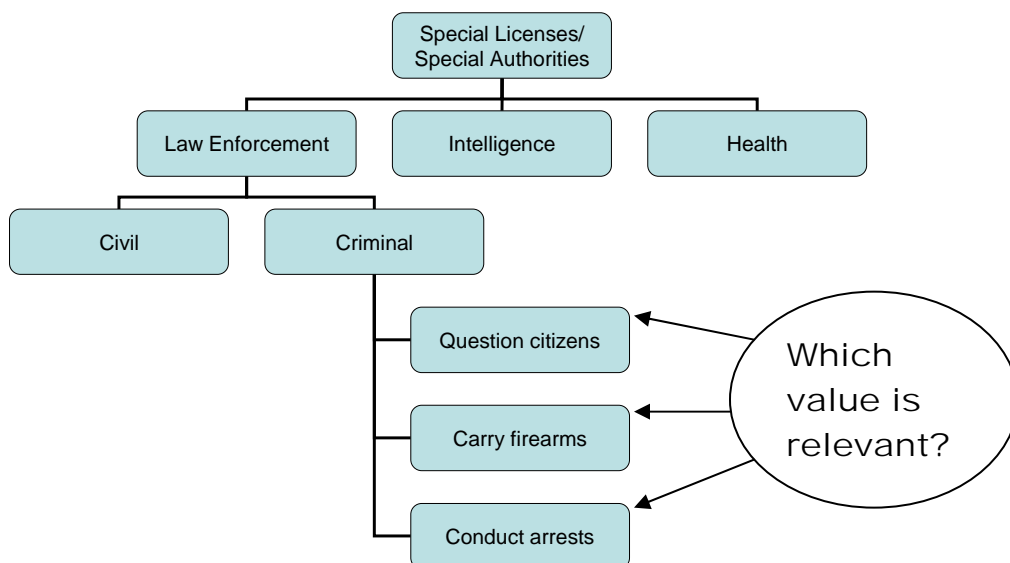 Special Licenses/
Special Authorities
Law Enforcement
Intelligence
Health
Civil
Criminal
Question citizens
Carry firearms
Conduct arrests
Which
value is
relevant?